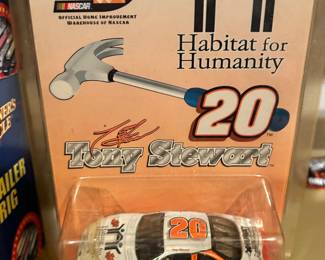 NASCAR
OFFICIAL HOME IMPROVEMENT
WAREHOUSE OF NASCAR
Habitat for
Humanity
20
Tony Stewart
20